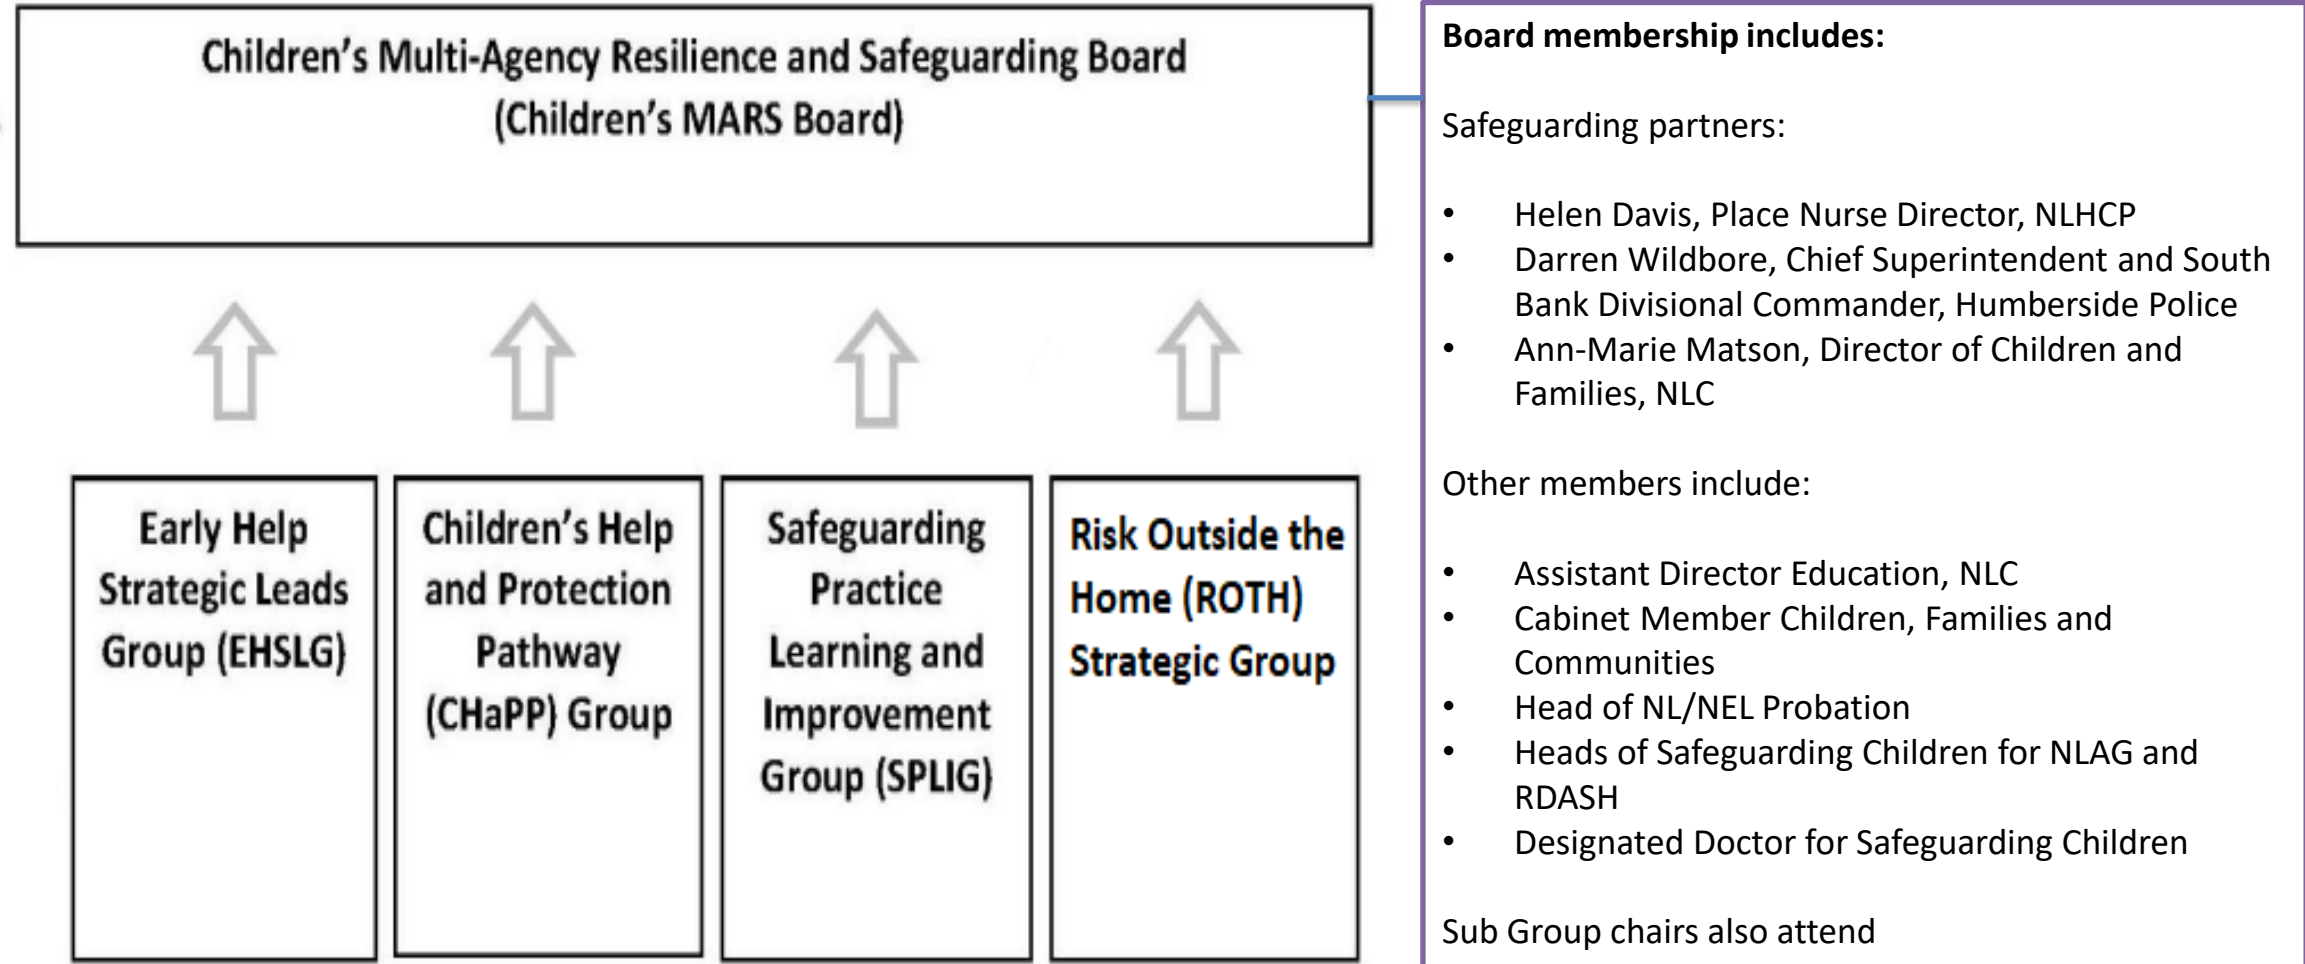 Children's Multi-Agency Resilience and Safeguarding Board
(Children's MARS Board)
Early Help
Strategic Leads
Group (EHSLG)
Children's Help
and Protection
Pathway
(CHaPP) Group
Safeguarding
Practice
Learning and
Improvement
Group (SPLIG)
Risk Outside the
Home (ROTH)
Strategic Group
Board membership includes:
Safeguarding partners:
• Helen Davis, Place Nurse Director, NLHCP
• Darren Wildbore, Chief Superintendent and South
Bank Divisional Commander, Humberside Police
• Ann-Marie Matson, Director of Children and
Families, NLC
Other members include:
• Assistant Director Education, NLC
• Cabinet Member Children, Families and
Communities
• Head of NL/NEL Probation
• Heads of Safeguarding Children for NLAG and
RDASH
• Designated Doctor for Safeguarding Children
Sub Group chairs also attend